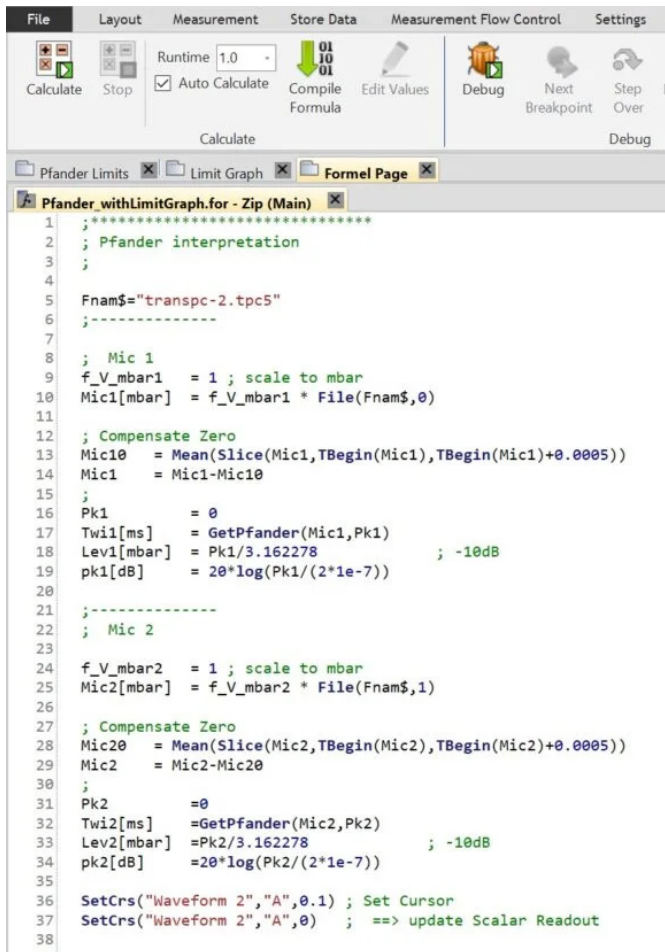 File Layout Measurement Store Data Measurement Flow Control Settings
Runtime 1.0
Auto Calculate
Calculate Stop Compile Formula Edit Values Debug Next Breakpoint Step Over
Calculate Debug
Pfander Limits Limit Graph Formel Page
Pfander_withLimitGraph.for - Zip (Main)
1 ;*******************************
2 ; Pfander interpretation
3 ;
4
5 Fnam$="transpc-2.tpc5"
6 ;--------------
7
8 ;  Mic 1
9 f_V_mbar1   = 1 ; scale to mbar
10 Mic1[mbar]  = f_V_mbar1 * File(Fnam$,0)
11
12 ; Compensate Zero
13 Mic10   = Mean(Slice(Mic1,TBegin(Mic1),TBegin(Mic1)+0.0005))
14 Mic1    = Mic1-Mic10
15 ;
16 Pk1         = 0
17 Twi1[ms]    = GetPfander(Mic1,Pk1)
18 Lev1[mbar]  = Pk1/3.162278               ; -10dB
19 pk1[dB]     = 20*log(Pk1/(2*1e-7))
20
21 ;--------------
22 ;  Mic 2
23
24 f_V_mbar2   = 1 ; scale to mbar
25 Mic2[mbar]  = f_V_mbar2 * File(Fnam$,1)
26
27 ; Compensate Zero
28 Mic20   = Mean(Slice(Mic2,TBegin(Mic2),TBegin(Mic2)+0.0005))
29 Mic2    = Mic2-Mic20
30 ;
31 Pk2         =0
32 Twi2[ms]    =GetPfander(Mic2,Pk2)
33 Lev2[mbar]  =Pk2/3.162278               ; -10dB
34 pk2[dB]     =20*log(Pk2/(2*1e-7))
35
36 SetCrs("Waveform 2","A",0.1) ; Set Cursor
37 SetCrs("Waveform 2","A",0)   ;  ==> update Scalar Readout
38